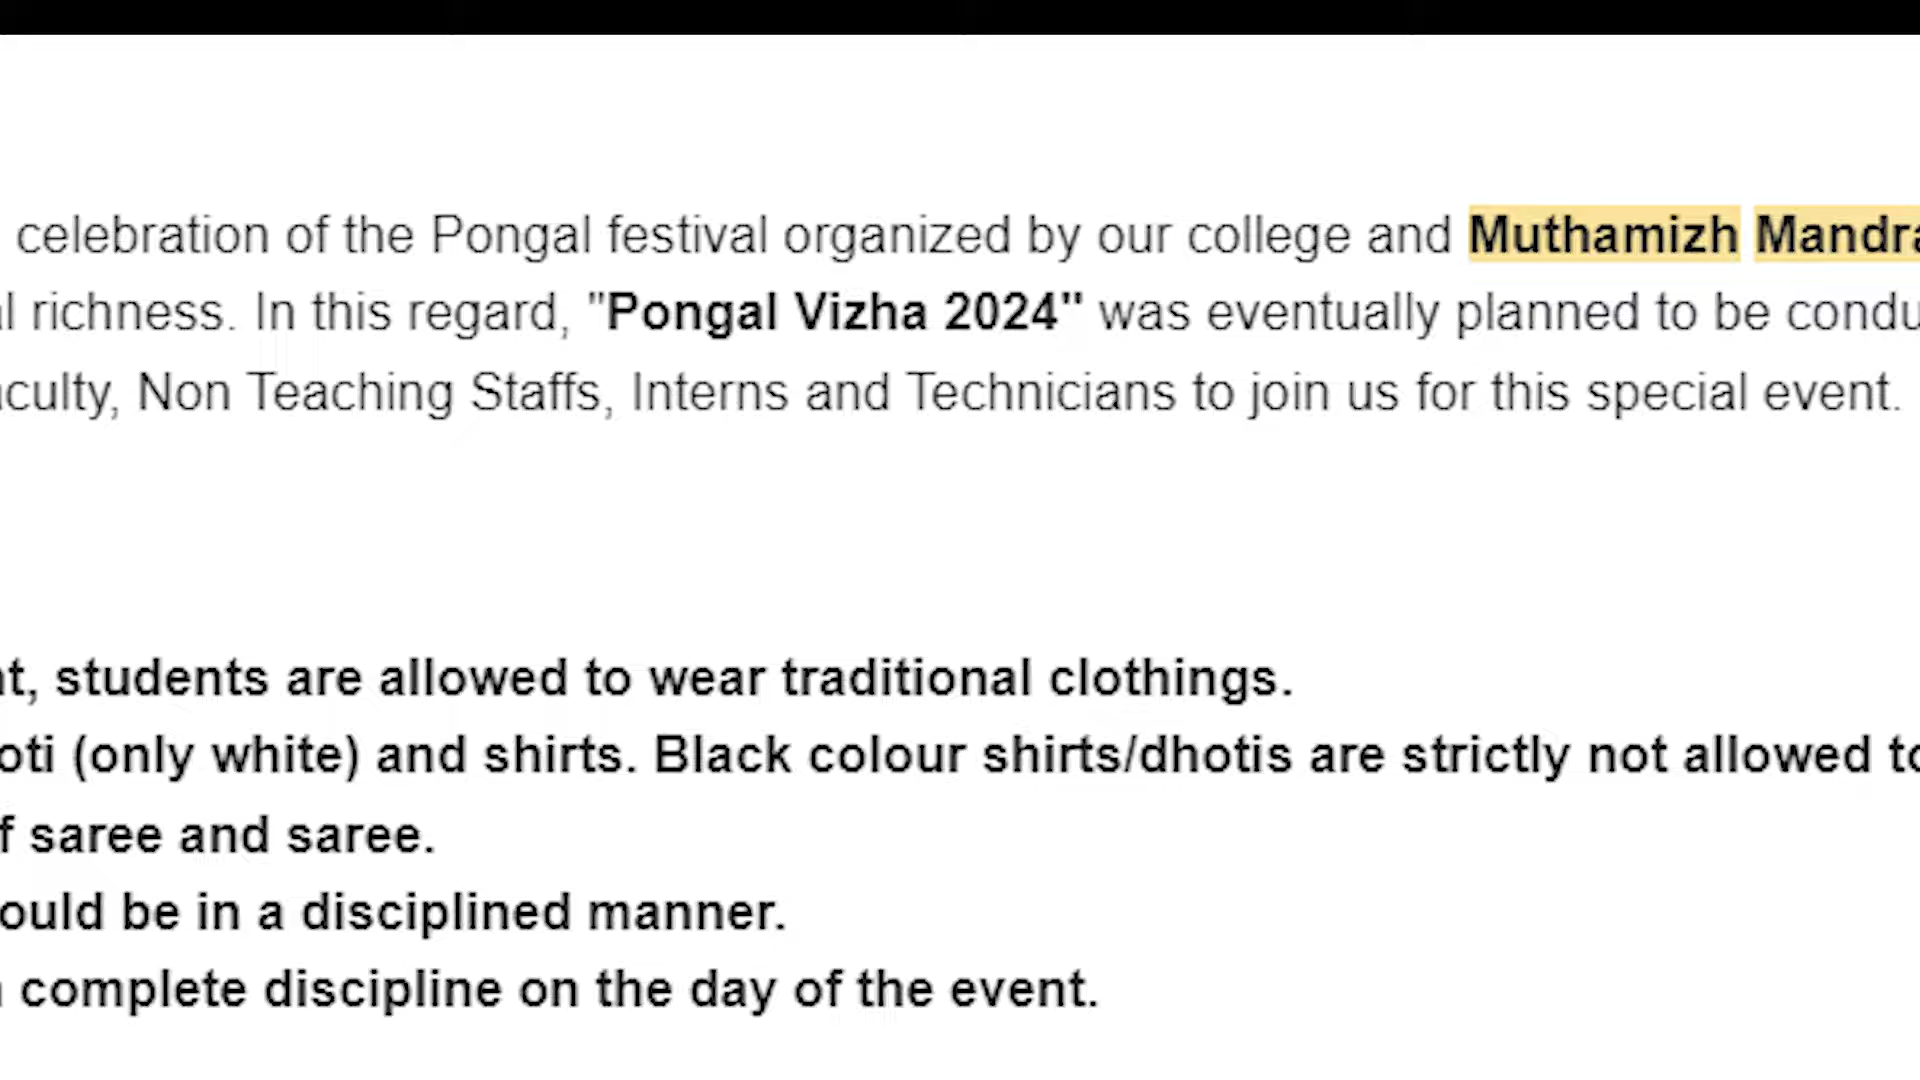 celebration of the Pongal festival organized by our college and Muthamizh
richness. In this regard, "Pongal Vizha 2024" was eventually planned to be
Non Teaching Staffs, Interns and Technicians to join us for this special event.
students are allowed to wear traditional clothings.
(only white) and shirts. Black colour shirts/dhotis are strictly not allowed
saree and saree.
be in a disciplined manner.
complete discipline on the day of the event.